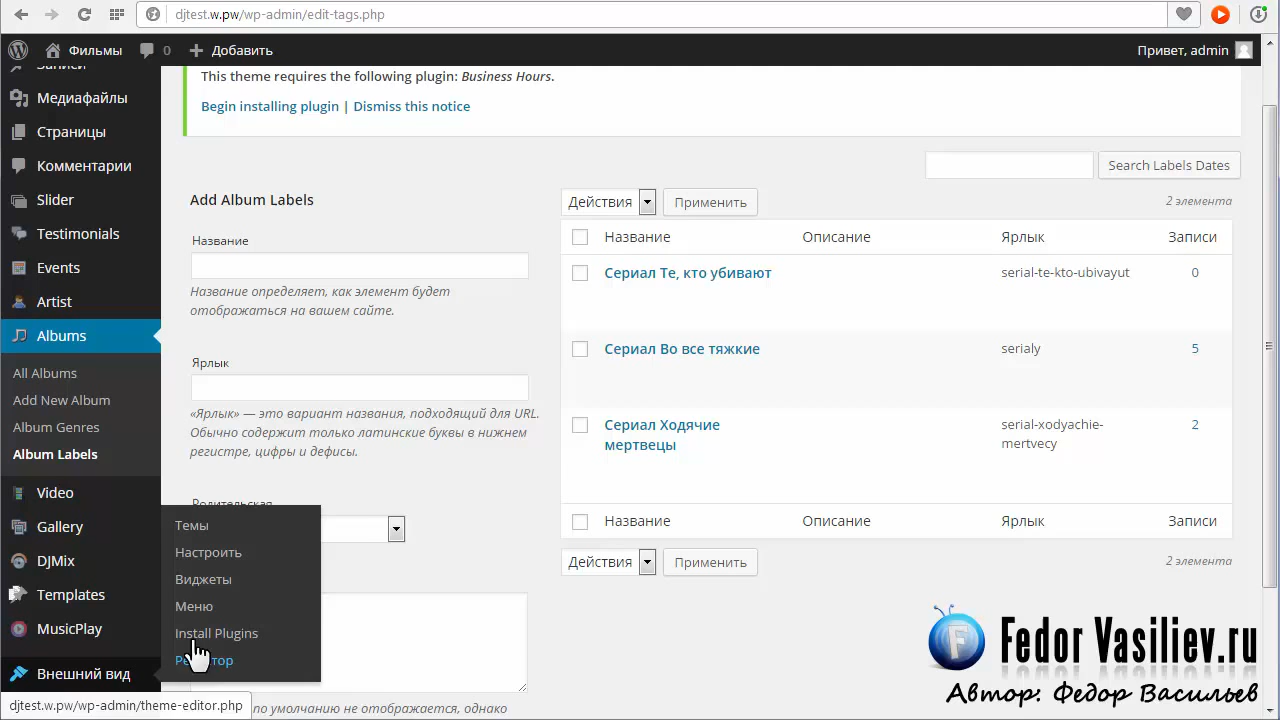 djtest.w.pw/wp-admin/edit-tags.php
Фильмы
0
Добавить
Привет, admin
Записи
Медиафайлы
Страницы
Комментарии
Slider
Testimonials
Events
Artist
Albums
All Albums
Add New Album
Album Genres
Album Labels
Video
Gallery
DJMix
Templates
MusicPlay
Внешний вид
Темы
Настроить
Виджеты
Меню
Install Plugins
djtest.w.pw/wp-admin/theme-editor.php
This theme requires the following plugin: Business Hours.
Begin installing plugin | Dismiss this notice
Search Labels Dates
Add Album Labels
Название
Название определяет, как элемент будет
отображаться на вашем сайте.
Ярлык
«Ярлык» — это вариант названия, подходящий для URL.
Обычно содержит только латинские буквы в нижнем
регистре, цифры и дефисы.
Родительская
по умолчанию не отображается, однако
Действия
Применить
2 элемента
Название Описание Ярлык Записи
Сериал Те, кто убивают serial-te-kto-ubivayut 0
Сериал Во все тяжкие serialy 5
Сериал Ходячие serial-xodyachie- 2
мертвецы mertvecy
Название Описание Ярлык Записи
Действия
Применить
2 элемента
Fedor Vasiliev.ru
Автор: Федор Васильев